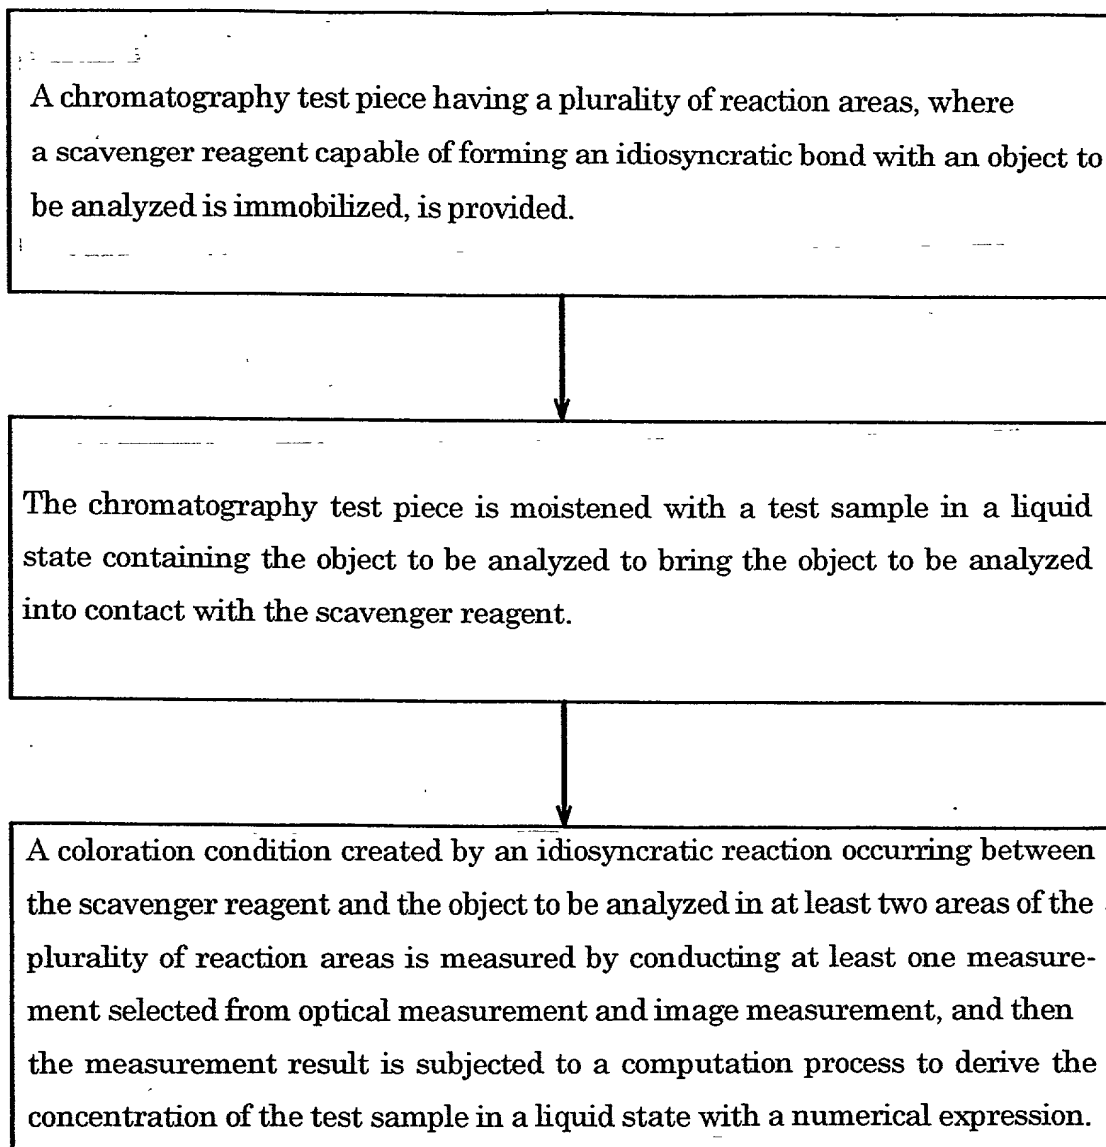 A chromatography test piece having a plurality of reaction areas, where
a scavenger reagent capable of forming an idiosyncratic bond with an object to
be analyzed is immobilized, is provided.
The chromatography test piece is moistened with a test sample in a liquid
state containing the object to be analyzed to bring the object to be analyzed
into contact with the scavenger reagent.
A coloration condition created by an idiosyncratic reaction occurring between
the scavenger reagent and the object to be analyzed in at least two areas of the
plurality of reaction areas is measured by conducting at least one measure-
ment selected from optical measurement and image measurement, and then
the measurement result is subjected to a computation process to derive the
concentration of the test sample in a liquid state with a numerical expression.